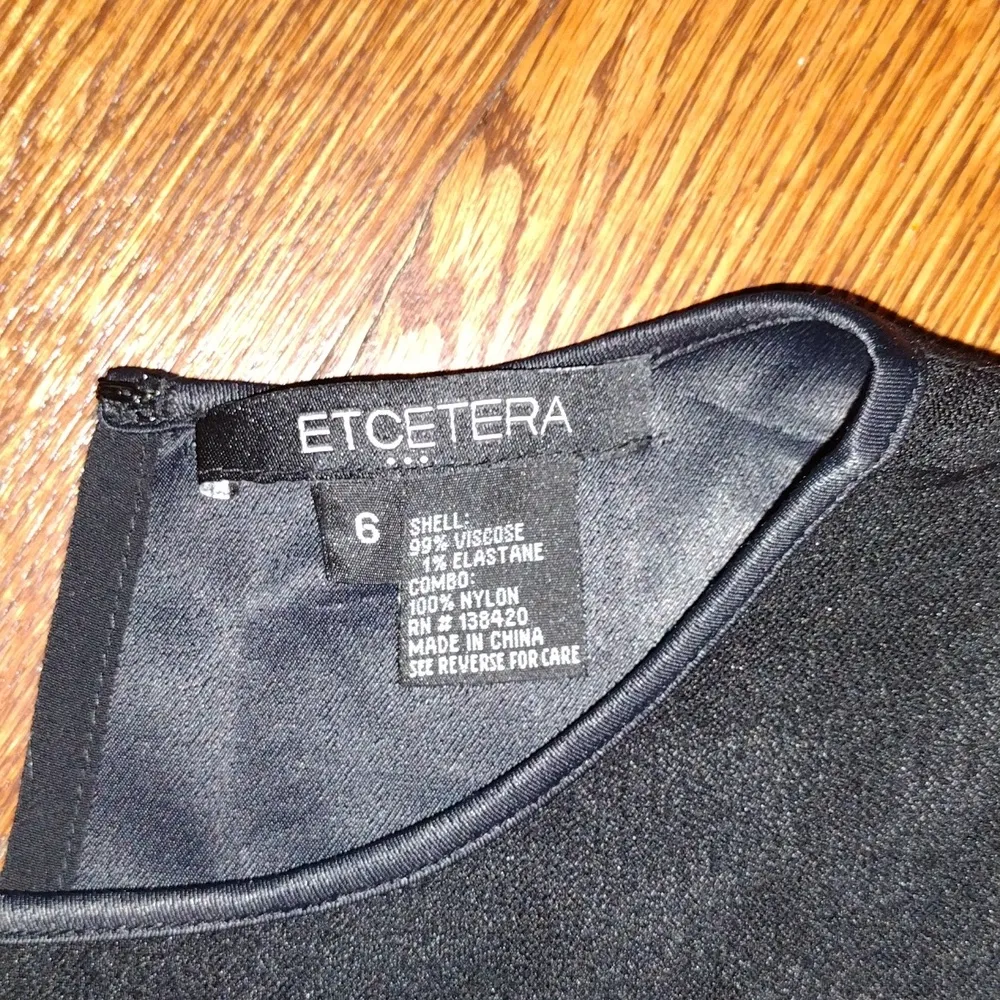 ETCETERA
6
SHELL:
99% VISCOSE
1% ELASTANE
COMBO:
100% NYLON
RN # 138420
MADE IN CHINA
SEE REVERSE FOR CARE